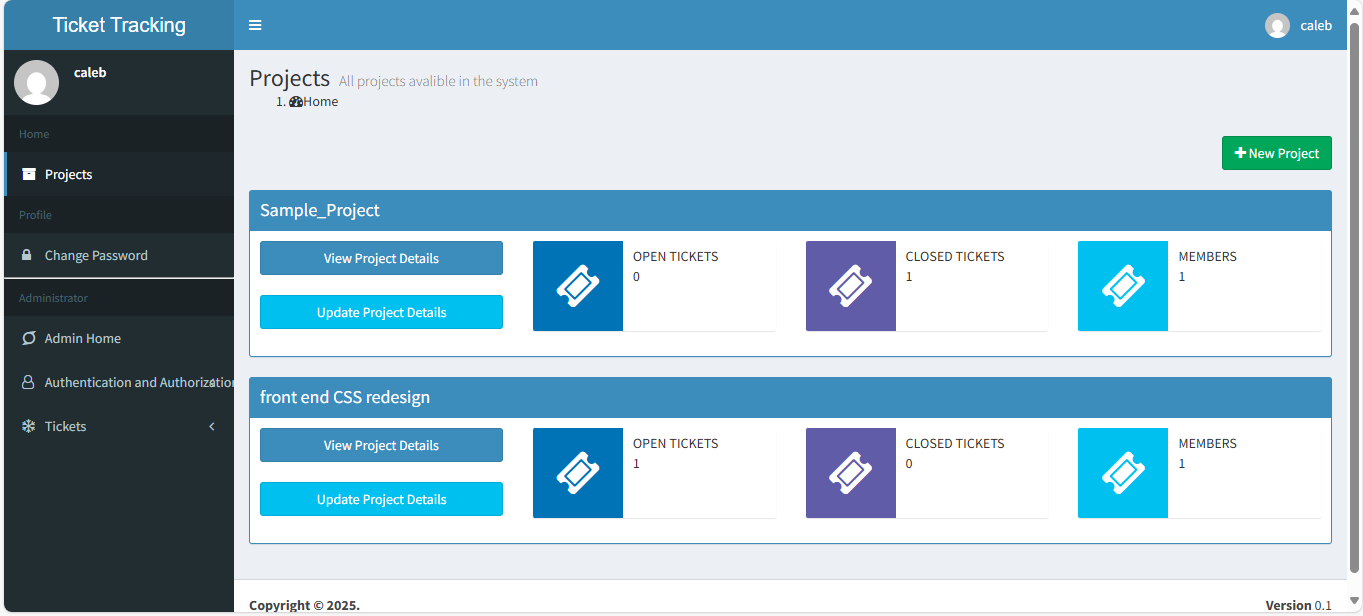 Ticket Tracking
caleb
caleb
Home
Projects
Profile
Change Password
Administrator
Admin Home
Authentication and Authorization
Tickets
Projects All projects avalible in the system
1. Home
New Project
Sample_Project
View Project Details
Update Project Details
OPEN TICKETS
0
CLOSED TICKETS
1
MEMBERS
1
front end CSS redesign
View Project Details
Update Project Details
OPEN TICKETS
1
CLOSED TICKETS
0
MEMBERS
1
Copyright © 2025.
Version 0.1